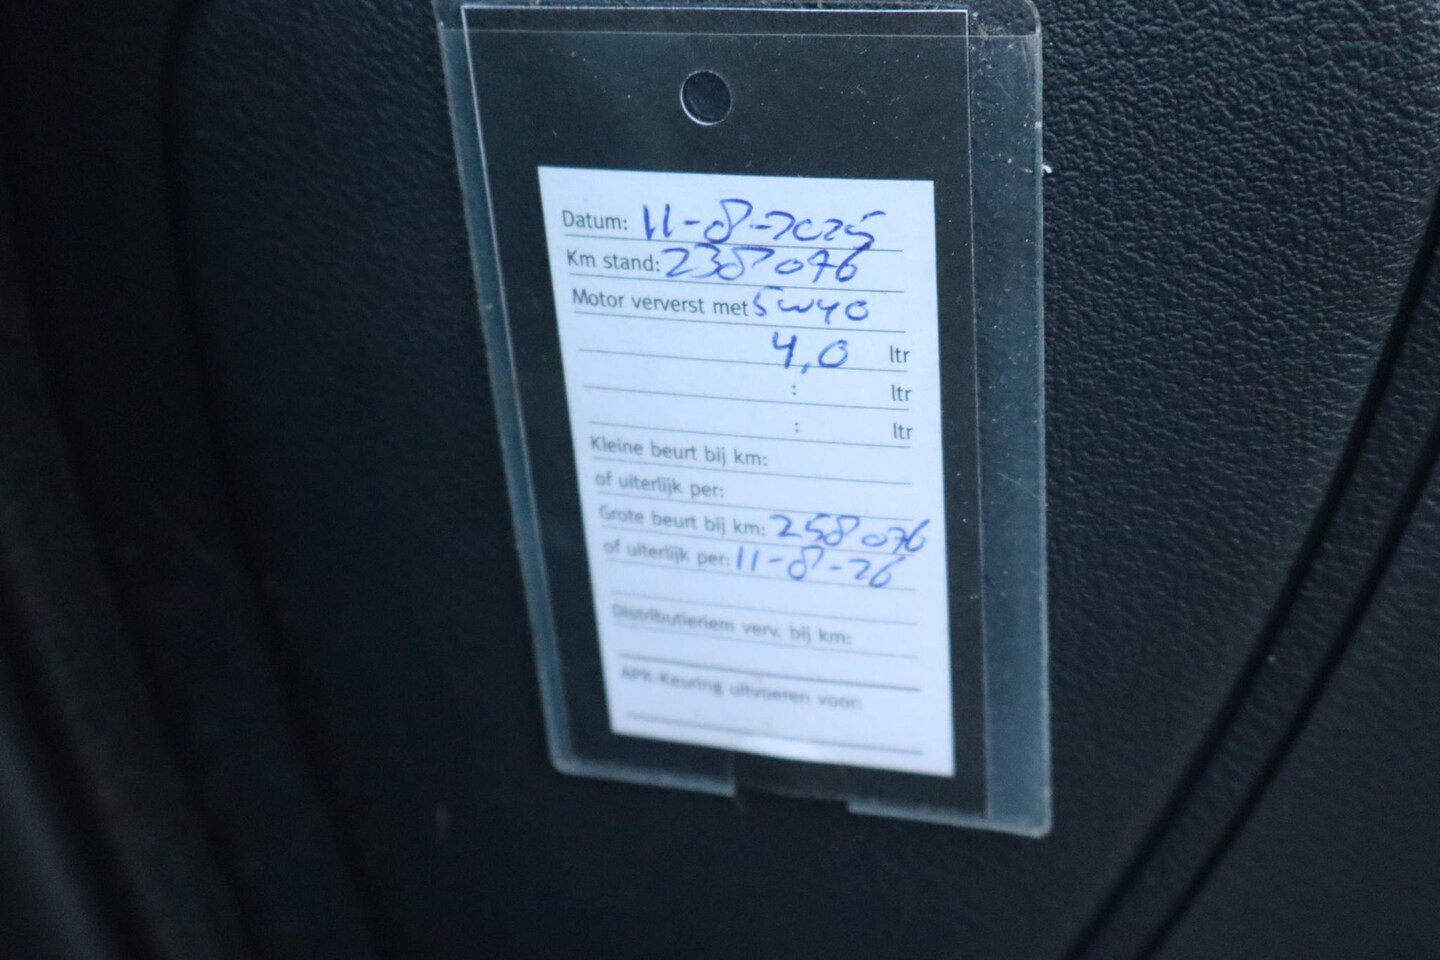 Datum: 11-8-2025
Km stand: 238076
Motor ververst met 5w40
4,0 ltr
: ltr
: ltr
Kleine beurt bij km:
of uiterlijk per:
Grote beurt bij km: 258076
of uiterlijk per: 11-8-26
Distributieriem verv. bij km:
APK-Keuring uitvoeren voor: